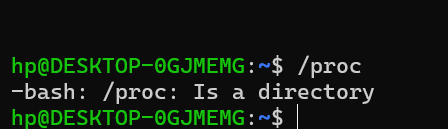 hp@DESKTOP-0GJMEMG:~$ /proc
-bash: /proc: Is a directory
hp@DESKTOP-0GJMEMG:~$